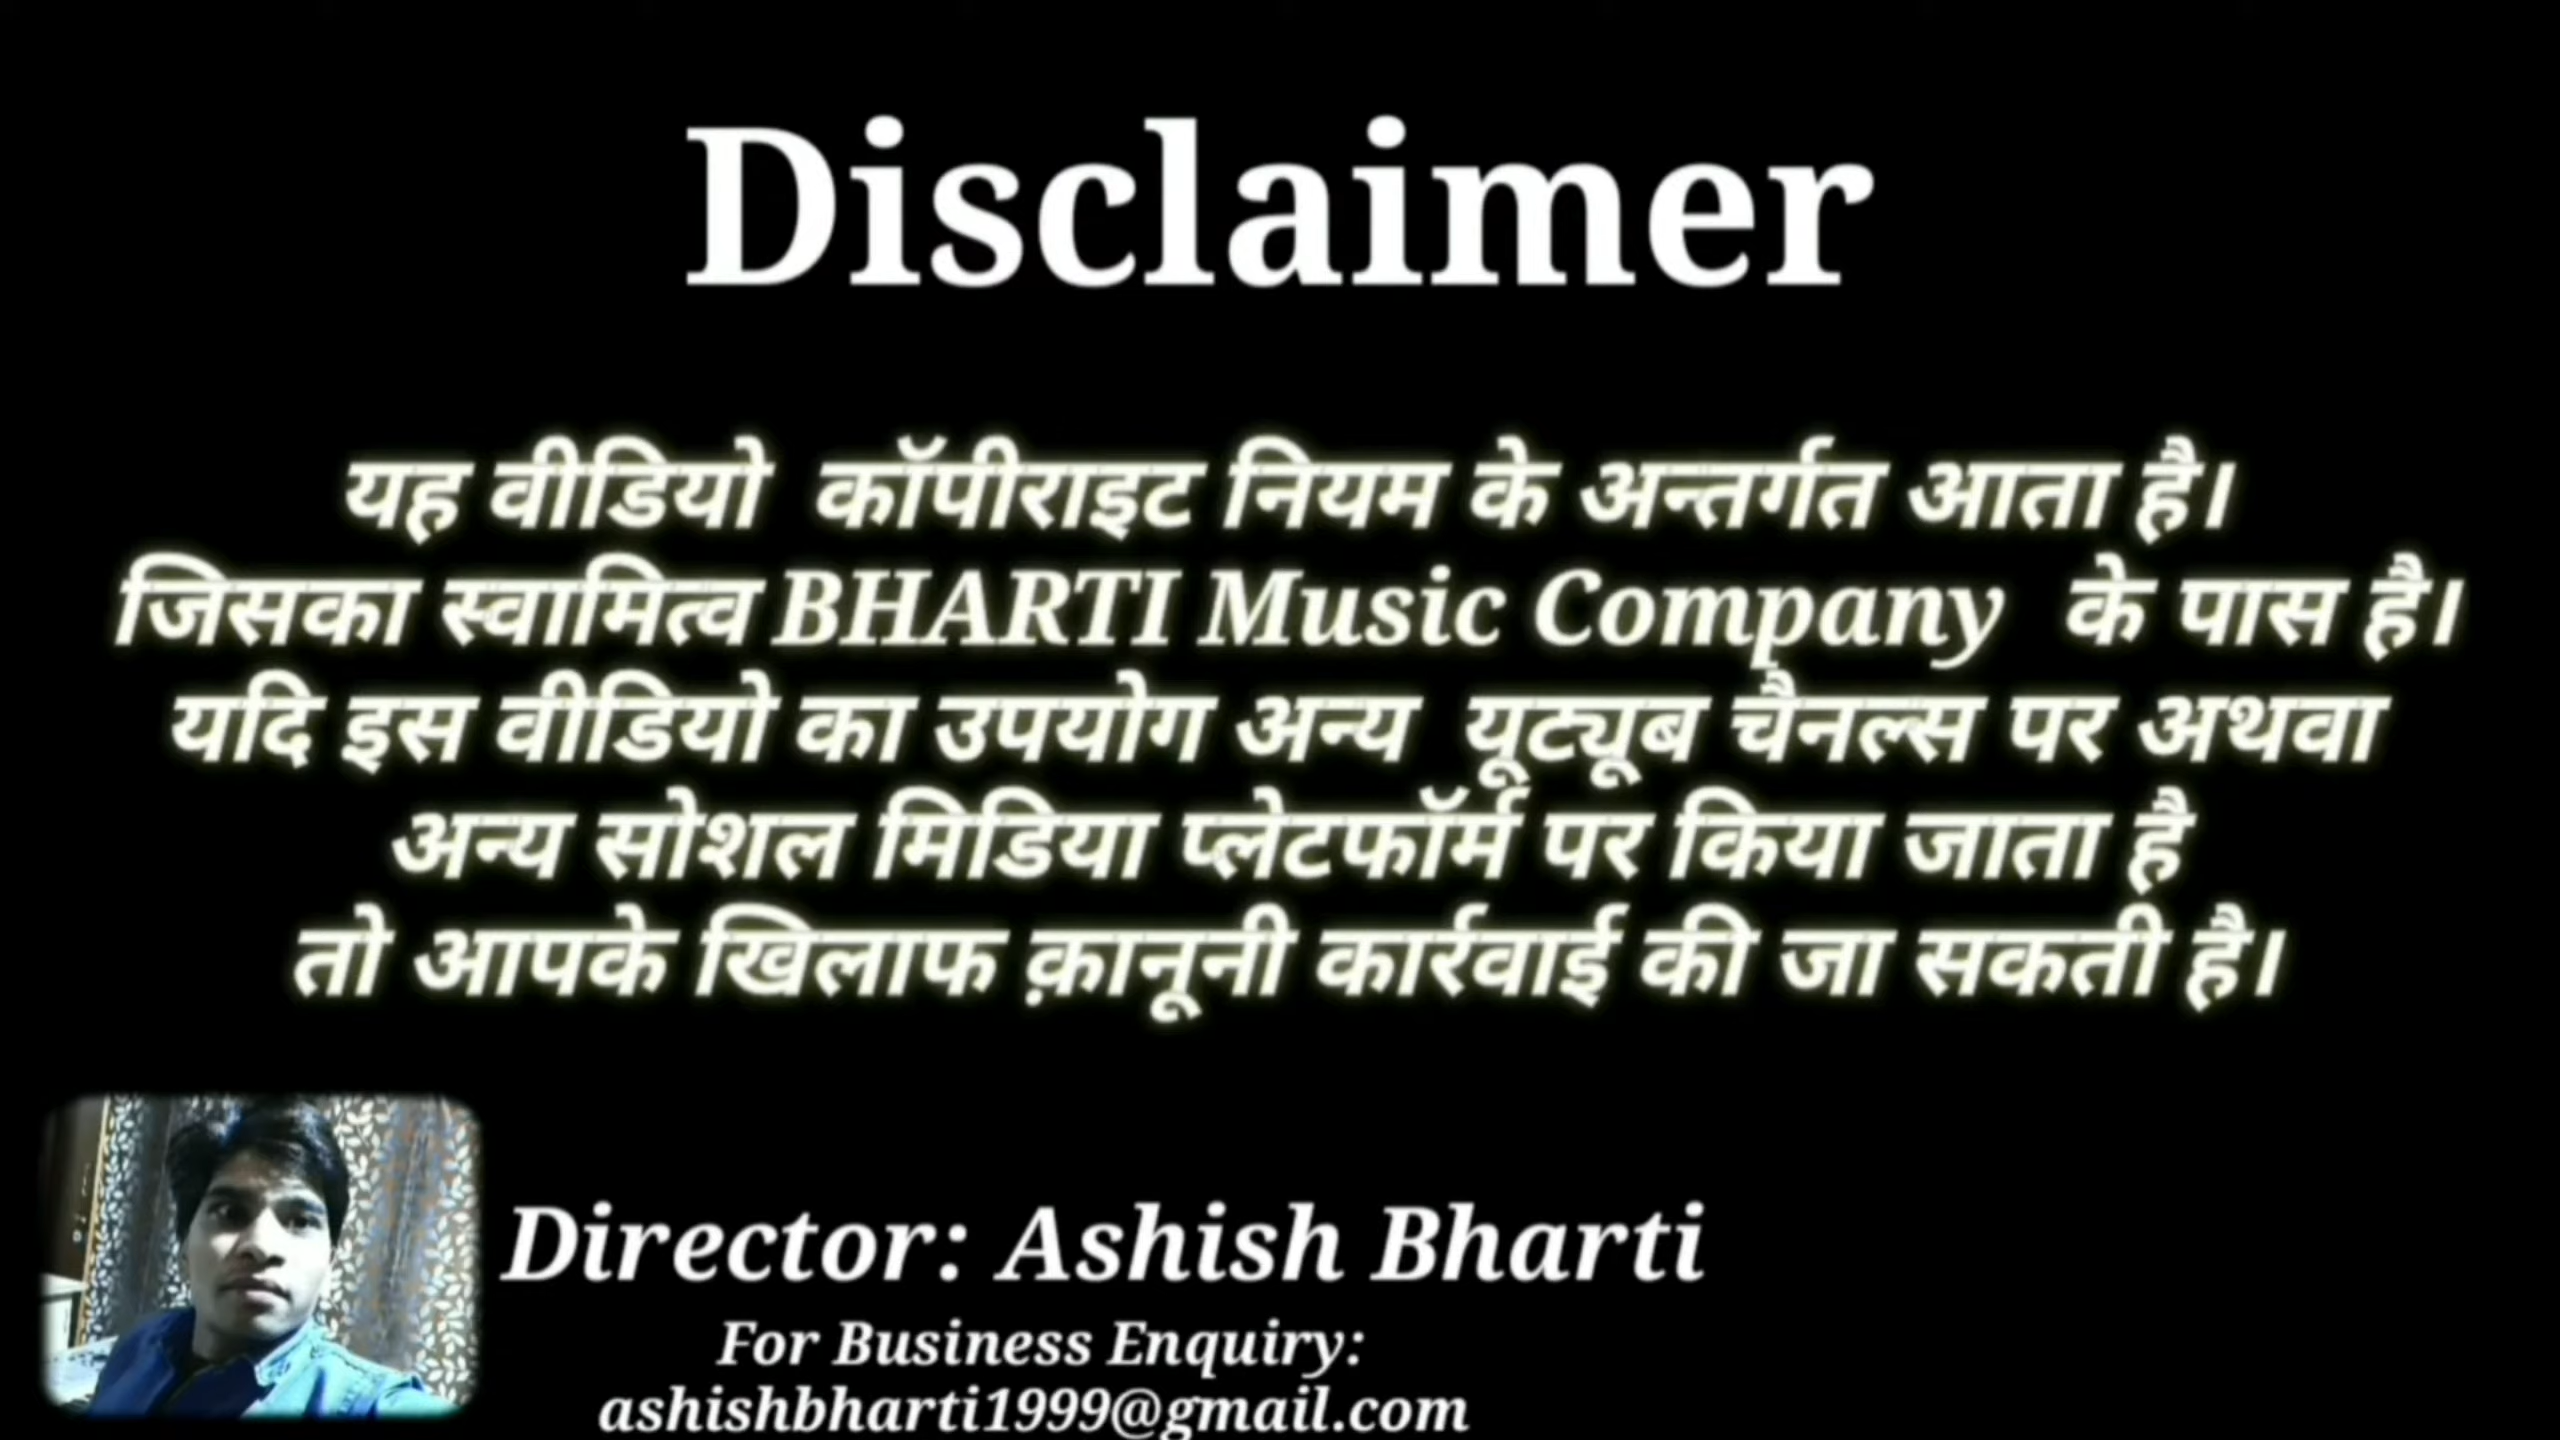 Disclaimer
यह वीडियो कॉपीराइट नियम के अन्तर्गत आता है।
जिसका स्वामित्व BHARTI Music Company के पास है।
यदि इस वीडियो का उपयोग अन्य यूट्यूब चैनल्स पर अथवा
अन्य सोशल मिडिया प्लेटफॉर्म पर किया जाता है
तो आपके खिलाफ क़ानूनी कार्रवाई की जा सकती है।
Director: Ashish Bharti
For Business Enquiry:
ashishbharti1999@gmail.com